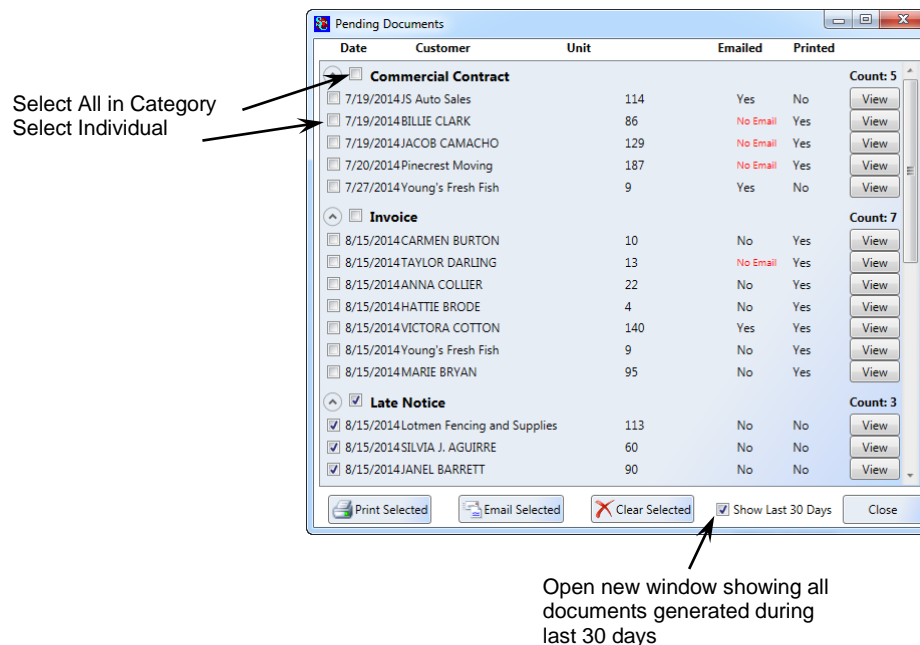 Pending Documents
Date Customer Unit Emailed Printed
Commercial Contract Count: 5
7/19/2014 JS Auto Sales 114 Yes No View
7/19/2014 BILLIE CLARK 86 No Email Yes View
7/19/2014 JACOB CAMACHO 129 No Email Yes View
7/20/2014 Pinecrest Moving 187 No Email Yes View
7/27/2014 Young's Fresh Fish 9 Yes No View
Invoice Count: 7
8/15/2014 CARMEN BURTON 10 No Yes View
8/15/2014 TAYLOR DARLING 13 No Email Yes View
8/15/2014 ANNA COLLIER 22 No Yes View
8/15/2014 HATTIE BRODE 4 No Yes View
8/15/2014 VICTORA COTTON 140 Yes Yes View
8/15/2014 Young's Fresh Fish 9 No Yes View
8/15/2014 MARIE BRYAN 95 No Yes View
Late Notice Count: 3
8/15/2014 Lotmen Fencing and Supplies 113 No No View
8/15/2014 SILVIA J. AGUIRRE 60 No No View
8/15/2014 JANEL BARRETT 90 No No View
Print Selected Email Selected Clear Selected Show Last 30 Days Close
Select All in Category
Select Individual
Open new window showing all
documents generated during
last 30 days